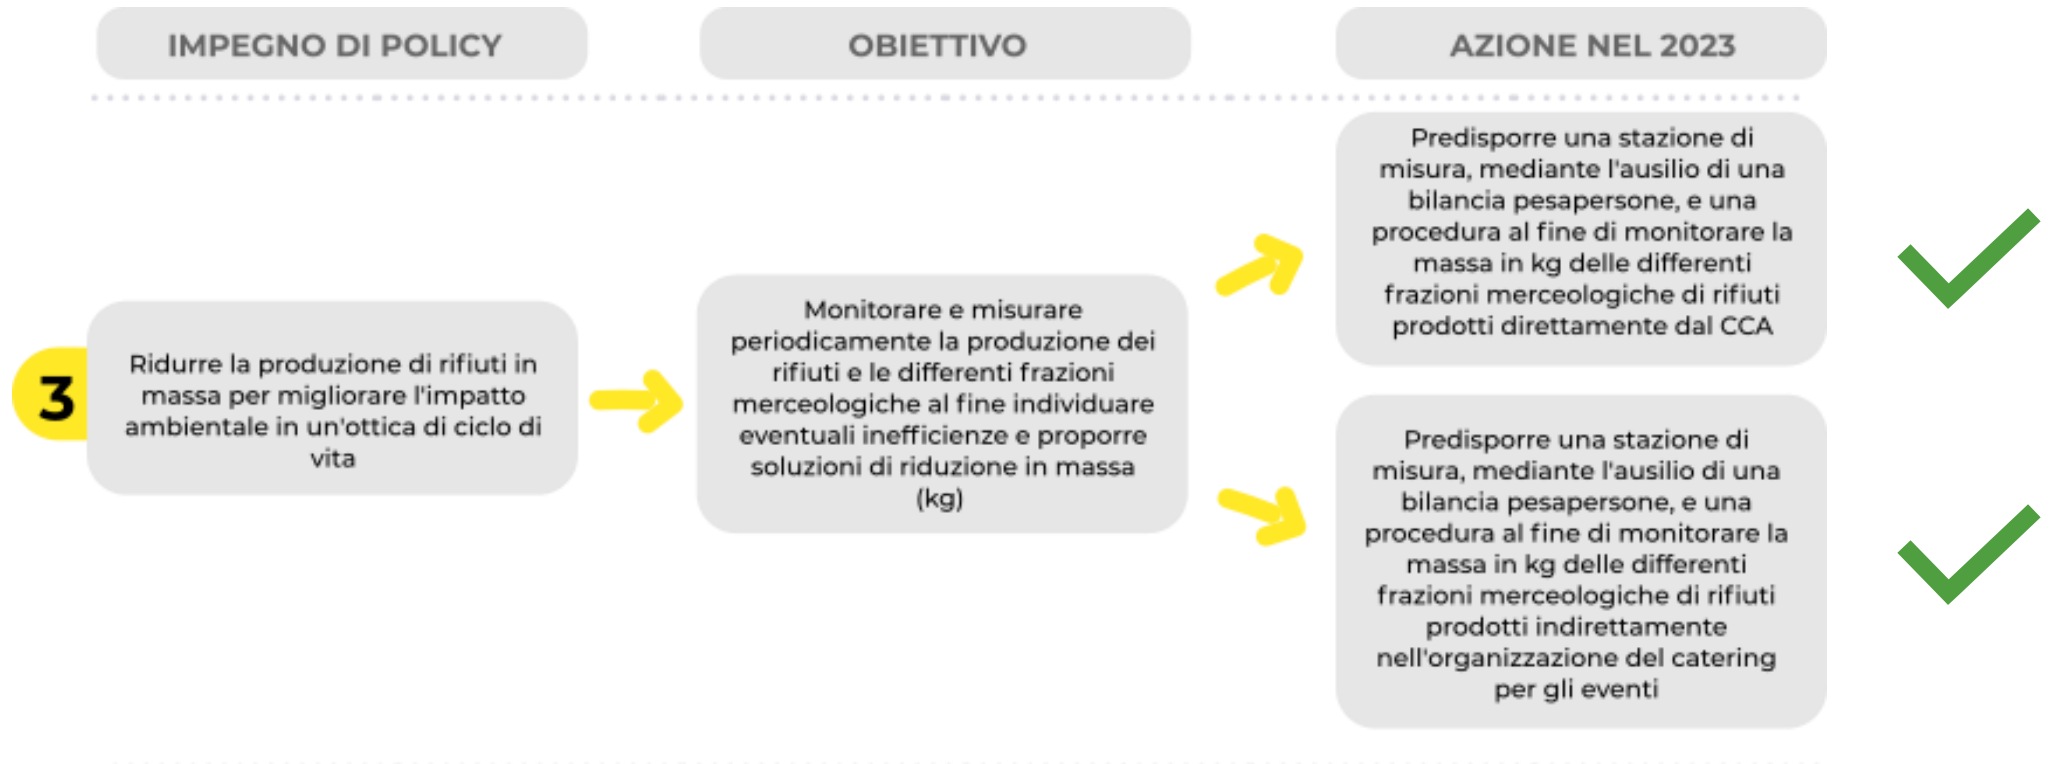 IMPEGNO DI POLICY
OBIETTIVO
AZIONE NEL 2023
3
Ridurre la produzione di rifiuti in
massa per migliorare l'impatto
ambientale in un'ottica di ciclo di
vita
Monitorare e misurare
periodicamente la produzione dei
rifiuti e le differenti frazioni
merceologiche al fine individuare
eventuali inefficienze e proporre
soluzioni di riduzione in massa
(kg)
Predisporre una stazione di
misura, mediante l'ausilio di una
bilancia pesapersone, e una
procedura al fine di monitorare la
massa in kg delle differenti
frazioni merceologiche di rifiuti
prodotti direttamente dal CCA
Predisporre una stazione di
misura, mediante l'ausilio di una
bilancia pesapersone, e una
procedura al fine di monitorare la
massa in kg delle differenti
frazioni merceologiche di rifiuti
prodotti indirettamente
nell'organizzazione del catering
per gli eventi